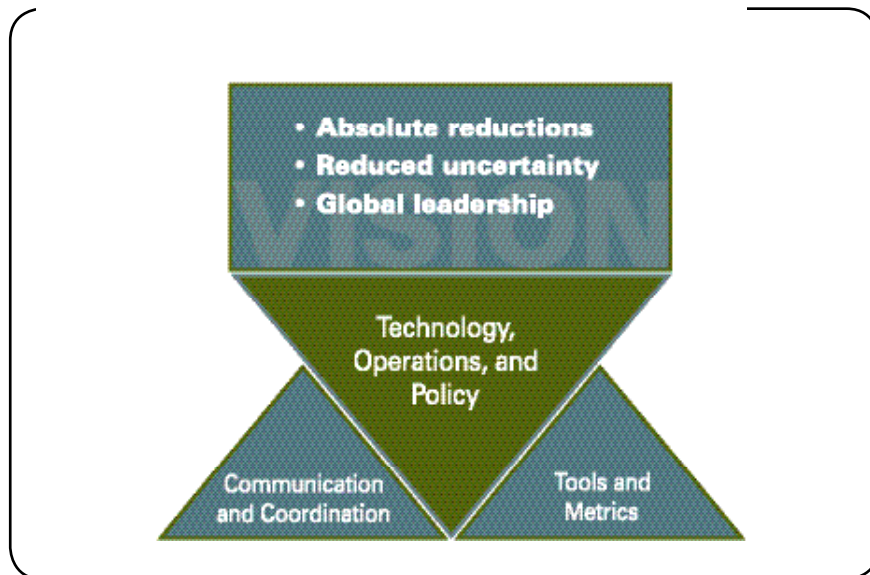 • Absolute reductions
• Reduced uncertainty
• Global leadership
VISION
Technology,
Operations, and
Policy
Communication
and Coordination
Tools and
Metrics